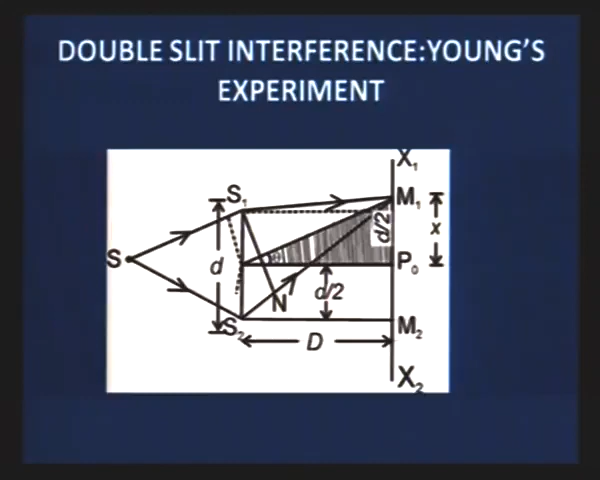 DOUBLE SLIT INTERFERENCE:YOUNG'S
EXPERIMENT
X₁
S₁
M₁
d/2
x
S
d
P₀
N
d/2
S₂
M₂
D
X₂